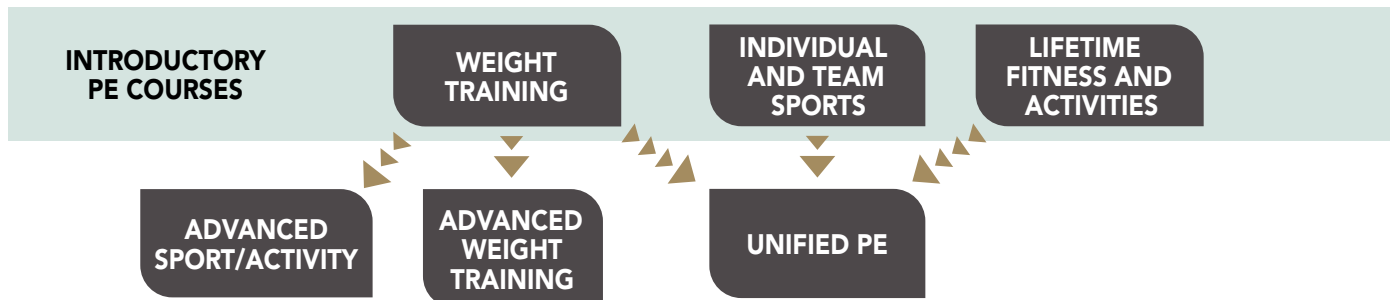 INTRODUCTORY
PE COURSES
WEIGHT
TRAINING
INDIVIDUAL
AND TEAM
SPORTS
LIFETIME
FITNESS AND
ACTIVITIES
ADVANCED
SPORT/ACTIVITY
ADVANCED
WEIGHT
TRAINING
UNIFIED PE